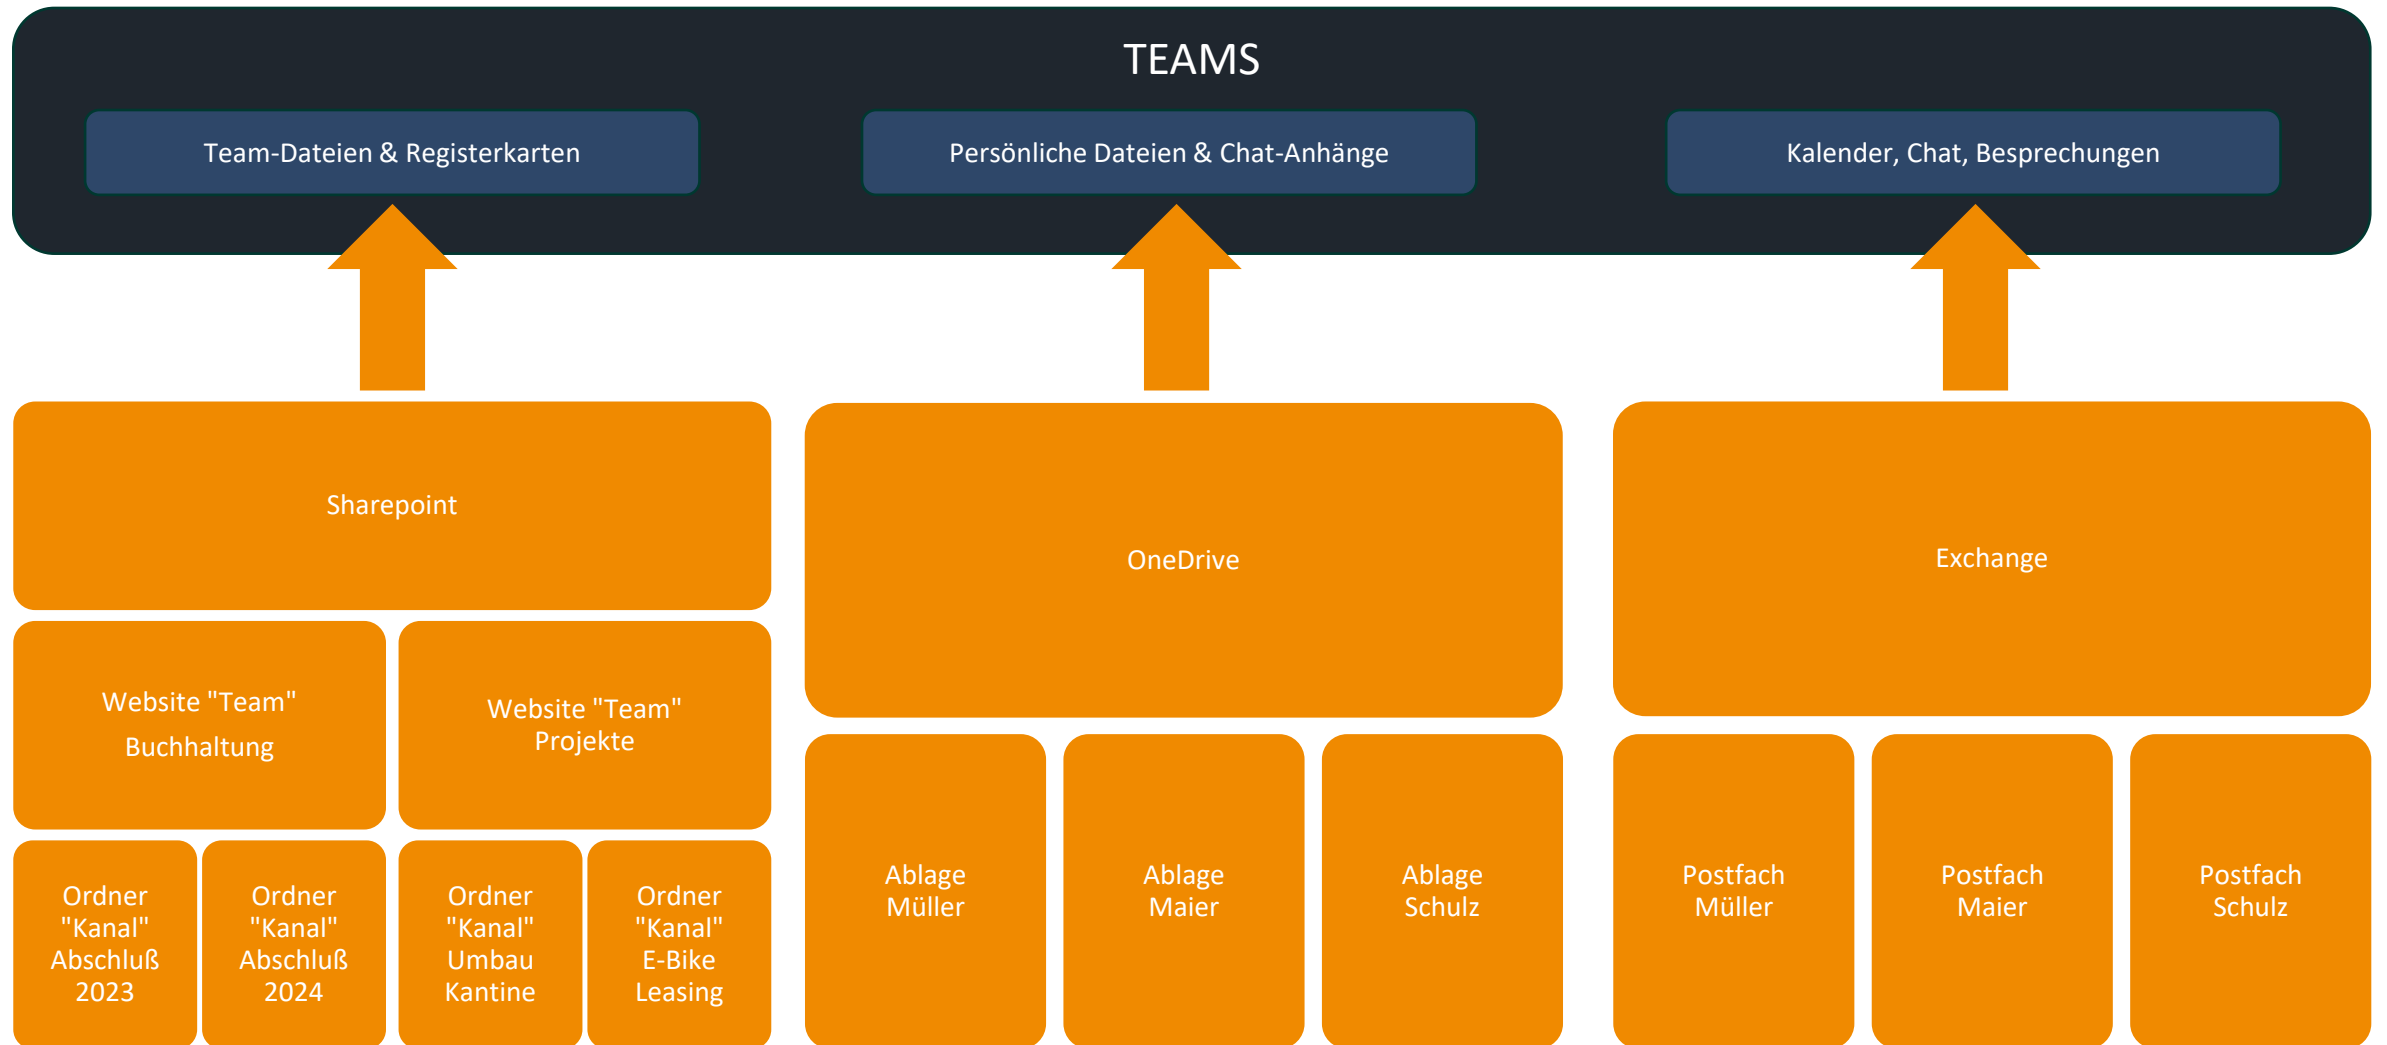 TEAMS
Team-Dateien & Registerkarten
Persönliche Dateien & Chat-Anhänge
Kalender, Chat, Besprechungen
Sharepoint
OneDrive
Exchange
Website "Team"
Buchhaltung
Website "Team"
Projekte
Ordner
"Kanal"
Abschluß
2023
Ordner
"Kanal"
Abschluß
2024
Ordner
"Kanal"
Umbau
Kantine
Ordner
"Kanal"
E-Bike
Leasing
Ablage
Müller
Ablage
Maier
Ablage
Schulz
Postfach
Müller
Postfach
Maier
Postfach
Schulz